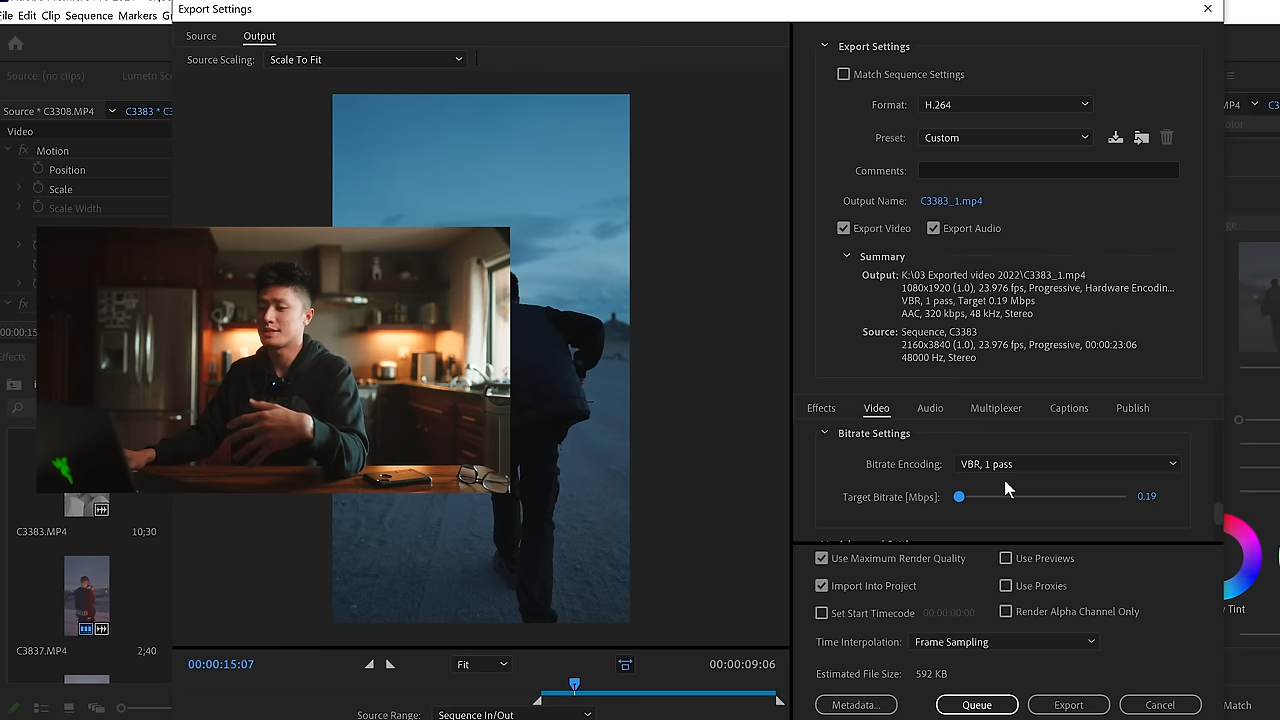 Export Settings
File Edit Clip Sequence Markers
Source Output
Source Scaling: Scale To Fit
Source: (no clips) Lumetri
Source * C3308.MP4 C3383 *
Video
fx Motion
Position
Scale
Scale Width
00:00:15
Effects
C3383.MP4 10;30
C3837.MP4 2;40
00:00:15:07 Fit 00:00:09:06
Source Range: Sequence In/Out
Export Settings
Match Sequence Settings
Format: H.264
Preset: Custom
Comments:
Output Name: C3383_1.mp4
Export Video Export Audio
Summary
Output: K:\03 Exported video 2022\C3383_1.mp4
1080x1920 (1.0), 23.976 fps, Progressive, Hardware Encodin...
VBR, 1 pass, Target 0.19 Mbps
AAC, 320 kbps, 48 kHz, Stereo
Source: Sequence, C3383
2160x3840 (1.0), 23.976 fps, Progressive, 00:00:23:06
48000 Hz, Stereo
Effects Video Audio Multiplexer Captions Publish
Bitrate Settings
Bitrate Encoding: VBR, 1 pass
Target Bitrate [Mbps]: 0.19
Use Maximum Render Quality Use Previews
Import Into Project Use Proxies
Set Start Timecode 00:00:00:00 Render Alpha Channel Only
Time Interpolation: Frame Sampling
Estimated File Size: 592 KB
Metadata... Queue Export Cancel
Tint
Match